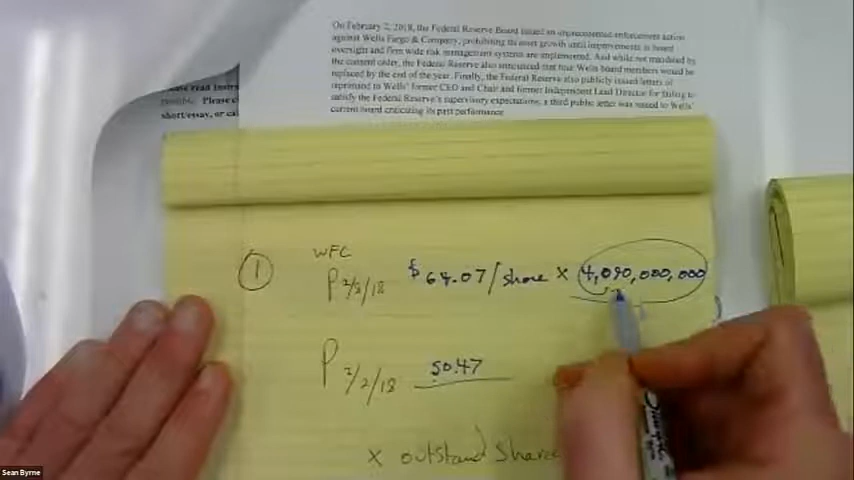 On February 2, 2018, the Federal Reserve Board issued an unprecedented enforcement action
against Wells Fargo & Company, prohibiting its asset growth until improvements in board
oversight and firm wide risk management systems are implemented. And while not mandated by
the consent order, the Federal Reserve also announced that four Wells board members would be
replaced by the end of the year. Finally, the Federal Reserve also publicly issued letters of
reprimand to Wells' former CEO and Chair and former Independent Lead Director for failing to
satisfy the Federal Reserve's supervisory expectations, a third public letter was issued to Wells'
current board criticizing its past performance
possible. Please
short/essay, or
1
WFC
P $64.07/share x 4,090,000,000
P 2/2/18 50.47
x outstand shares
Sean Byrne